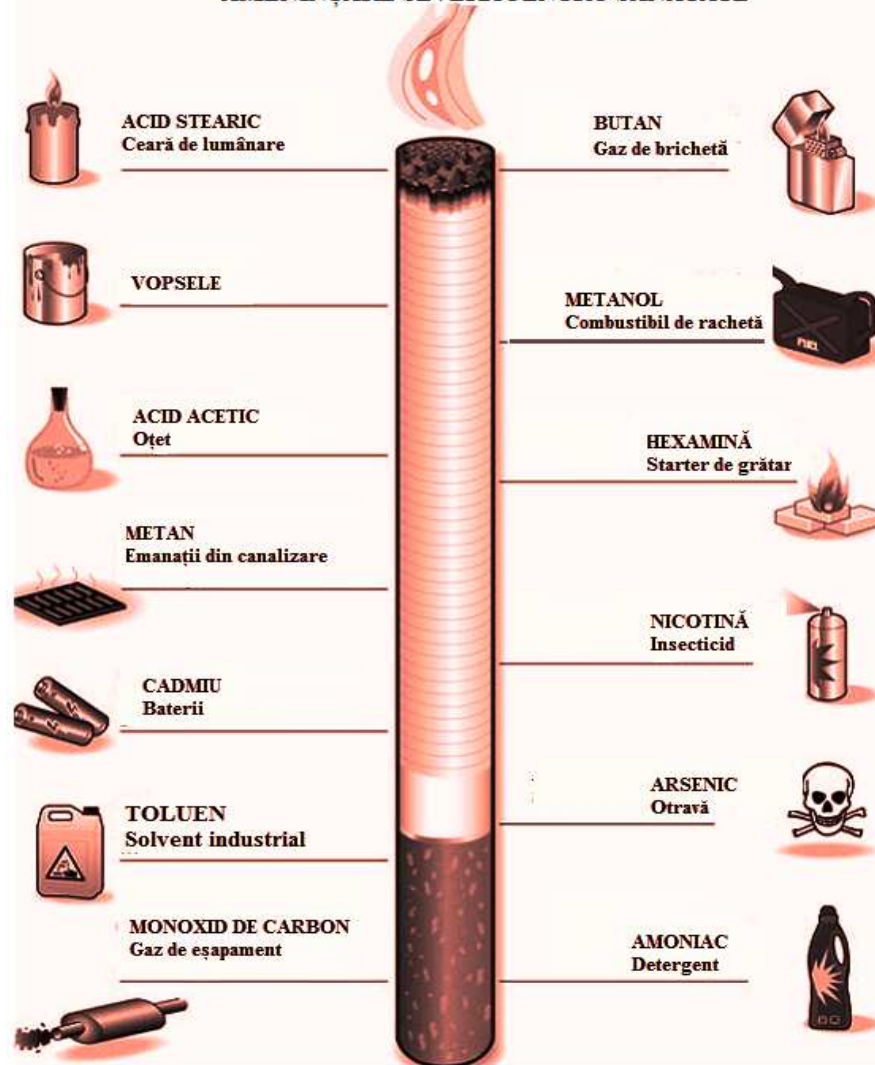 ACID STEARIC
Ceară de lumânare
BUTAN
Gaz de brichetă
VOPSELE
METANOL
Combustibil de rachetă
FUEL
ACID ACETIC
Oțet
HEXAMINĂ
Starter de grătar
METAN
Emanații din canalizare
NICOTINĂ
Insecticid
CADMIU
Baterii
ARSENIC
Otravă
TOLUEN
Solvent industrial
MONOXID DE CARBON
Gaz de eșapament
AMONIAC
Detergent